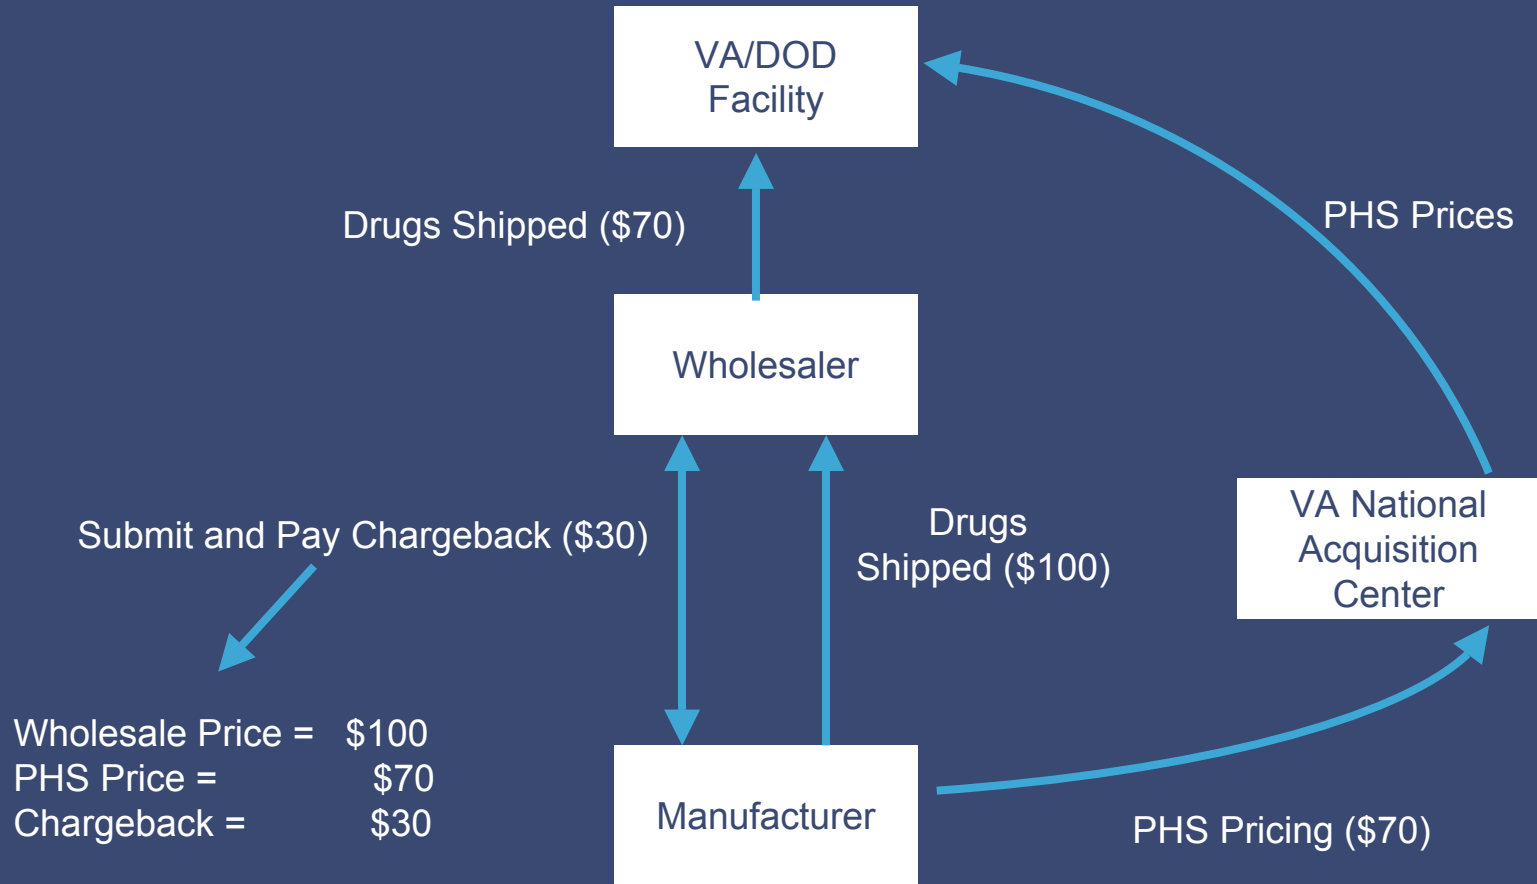 VA/DOD
Facility
Drugs Shipped ($70)
PHS Prices
Wholesaler
Submit and Pay Chargeback ($30)
Drugs
Shipped ($100)
VA National
Acquisition
Center
Wholesale Price = $100
PHS Price = $70
Chargeback = $30
Manufacturer
PHS Pricing ($70)